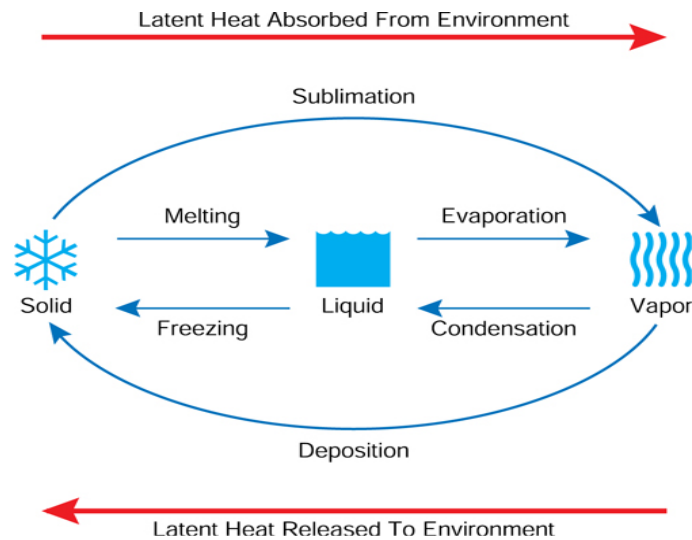 Latent Heat Absorbed From Environment
Sublimation
Melting
Evaporation
Solid
Liquid
Vapor
Freezing
Condensation
Deposition
Latent Heat Released To Environment